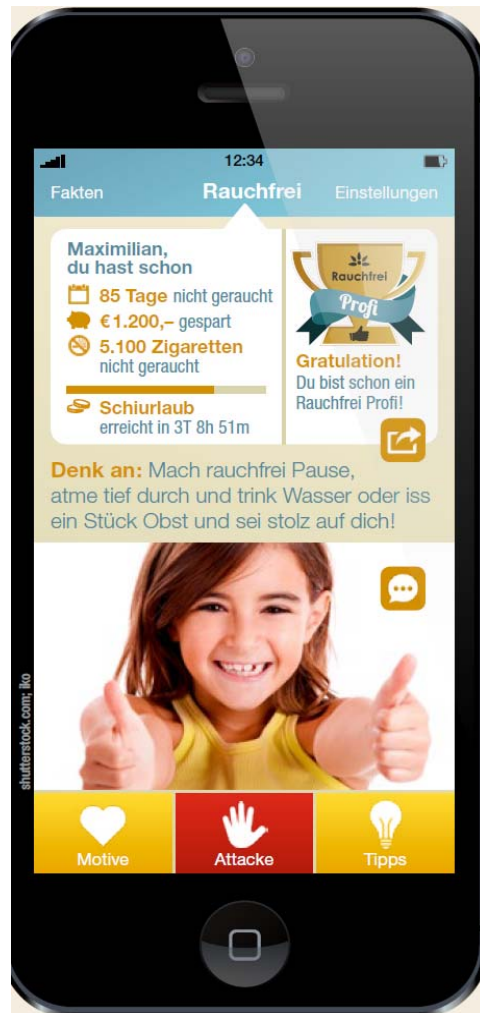 12:34
Fakten
Rauchfrei
Einstellungen
Maximilian,
du hast schon
85 Tage nicht geraucht
€ 1.200,– gespart
5.100 Zigaretten
nicht geraucht
Schiurlaub
erreicht in 3T 8h 51m
Rauchfrei
Profi
Gratulation!
Du bist schon ein
Rauchfrei Profi!
Denk an: Mach rauchfrei Pause,
atme tief durch und trink Wasser oder iss
ein Stück Obst und sei stolz auf dich!
shutterstock.com; iko
Motive
Attacke
Tipps